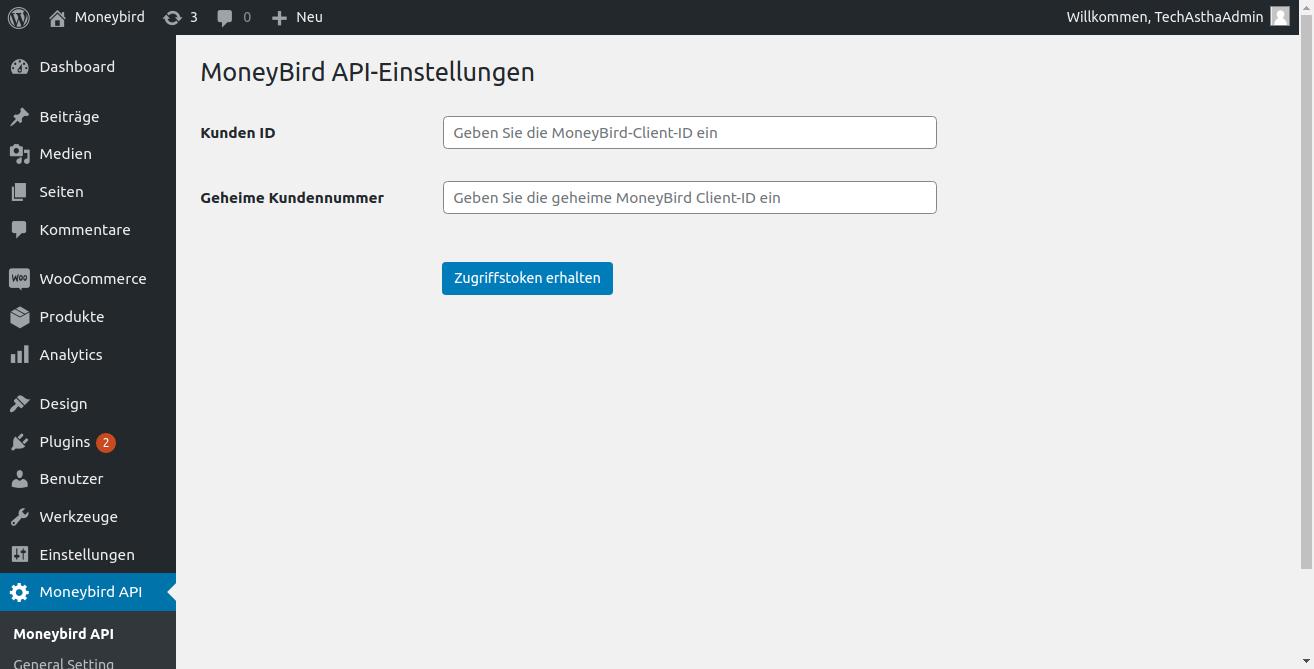 Moneybird 3 0 Neu Willkommen, TechAsthaAdmin
Dashboard
Beiträge
Medien
Seiten
Kommentare
WOO WooCommerce
Produkte
Analytics
Design
Plugins 2
Benutzer
Werkzeuge
Einstellungen
Moneybird API
Moneybird API
General Setting
MoneyBird API-Einstellungen
Kunden ID Geben Sie die MoneyBird-Client-ID ein
Geheime Kundennummer Geben Sie die geheime MoneyBird Client-ID ein
Zugriffstoken erhalten